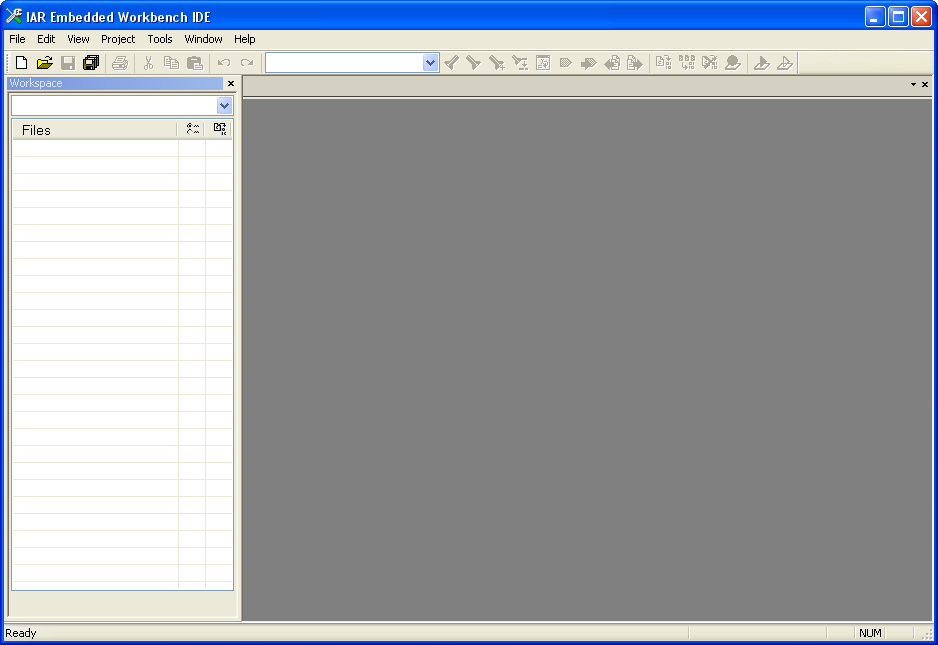 IAR Embedded Workbench IDE
File Edit View Project Tools Window Help
Workspace
Files
Ready
NUM